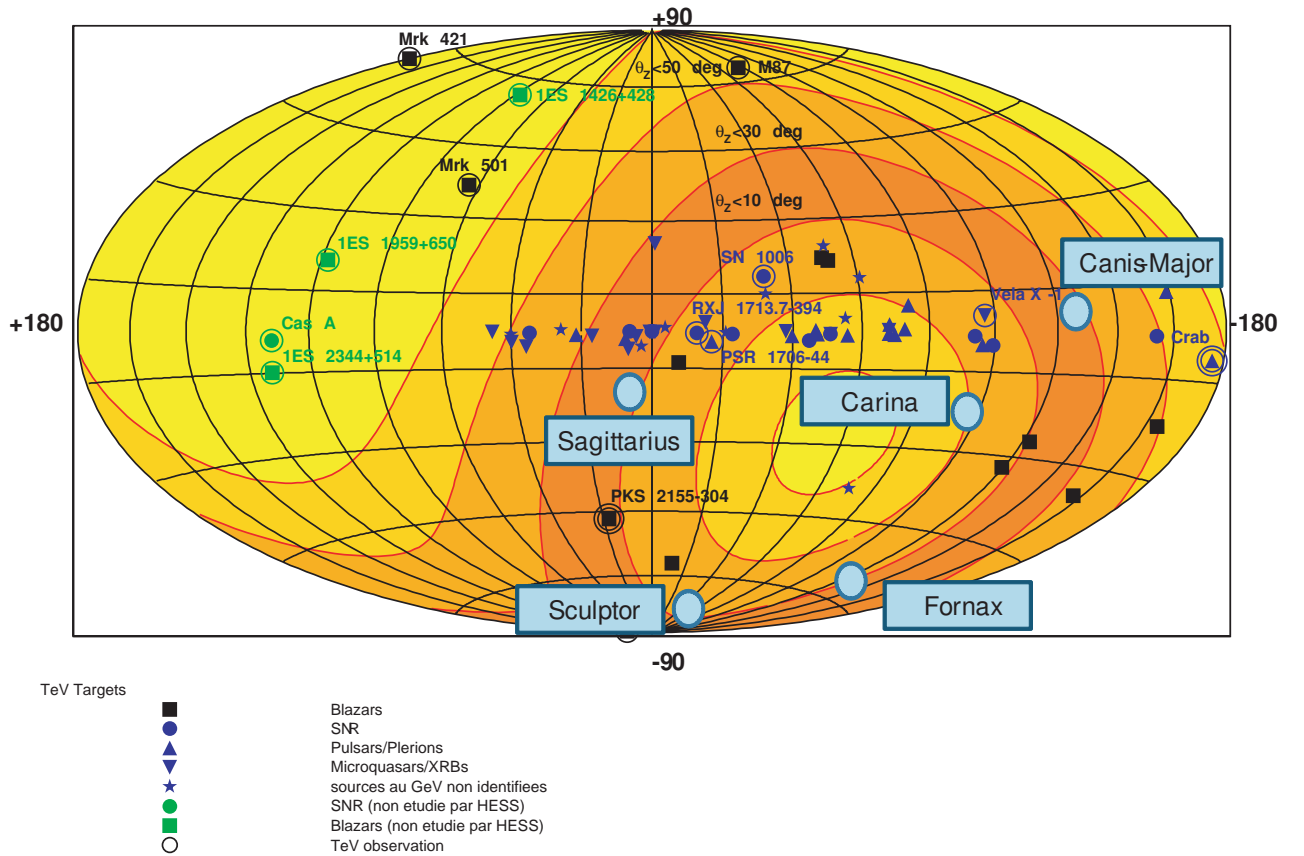 +90
Mrk 421
θz<50 deg
M87
1ES 1426+428
θz<30 deg
Mrk 501
θz<10 deg
1ES 1959+650
SN 1006
Canis-Major
Vela X -1
RXJ 1713.7-394
+180
Cas A
-180
Crab
1ES 2344+514
PSR 1706-44
Carina
Sagittarius
PKS 2155-304
Sculptor
Fornax
-90
TeV Targets
Blazars
SNR
Pulsars/Plerions
Microquasars/XRBs
sources au GeV non identifiees
SNR (non etudie par HESS)
Blazars (non etudie par HESS)
TeV observation